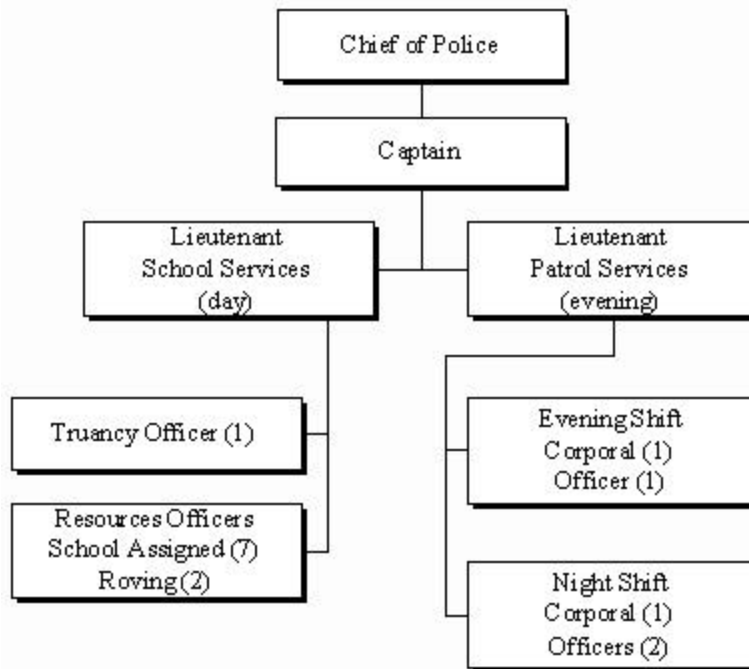 Chief of Police
Captain
Lieutenant
School Services
(day)
Lieutenant
Patrol Services
(evening)
Truancy Officer (1)
Evening Shift
Corporal (1)
Officer (1)
Resources Officers
School Assigned (7)
Roving (2)
Night Shift
Corporal (1)
Officers (2)